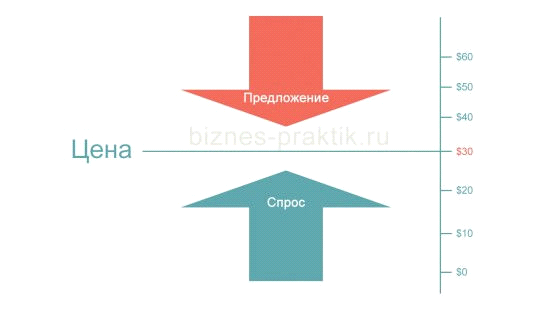 $60
$50
Предложение
$40
biznes-praktik.ru
Цена
$30
$20
Спрос
$10
$0